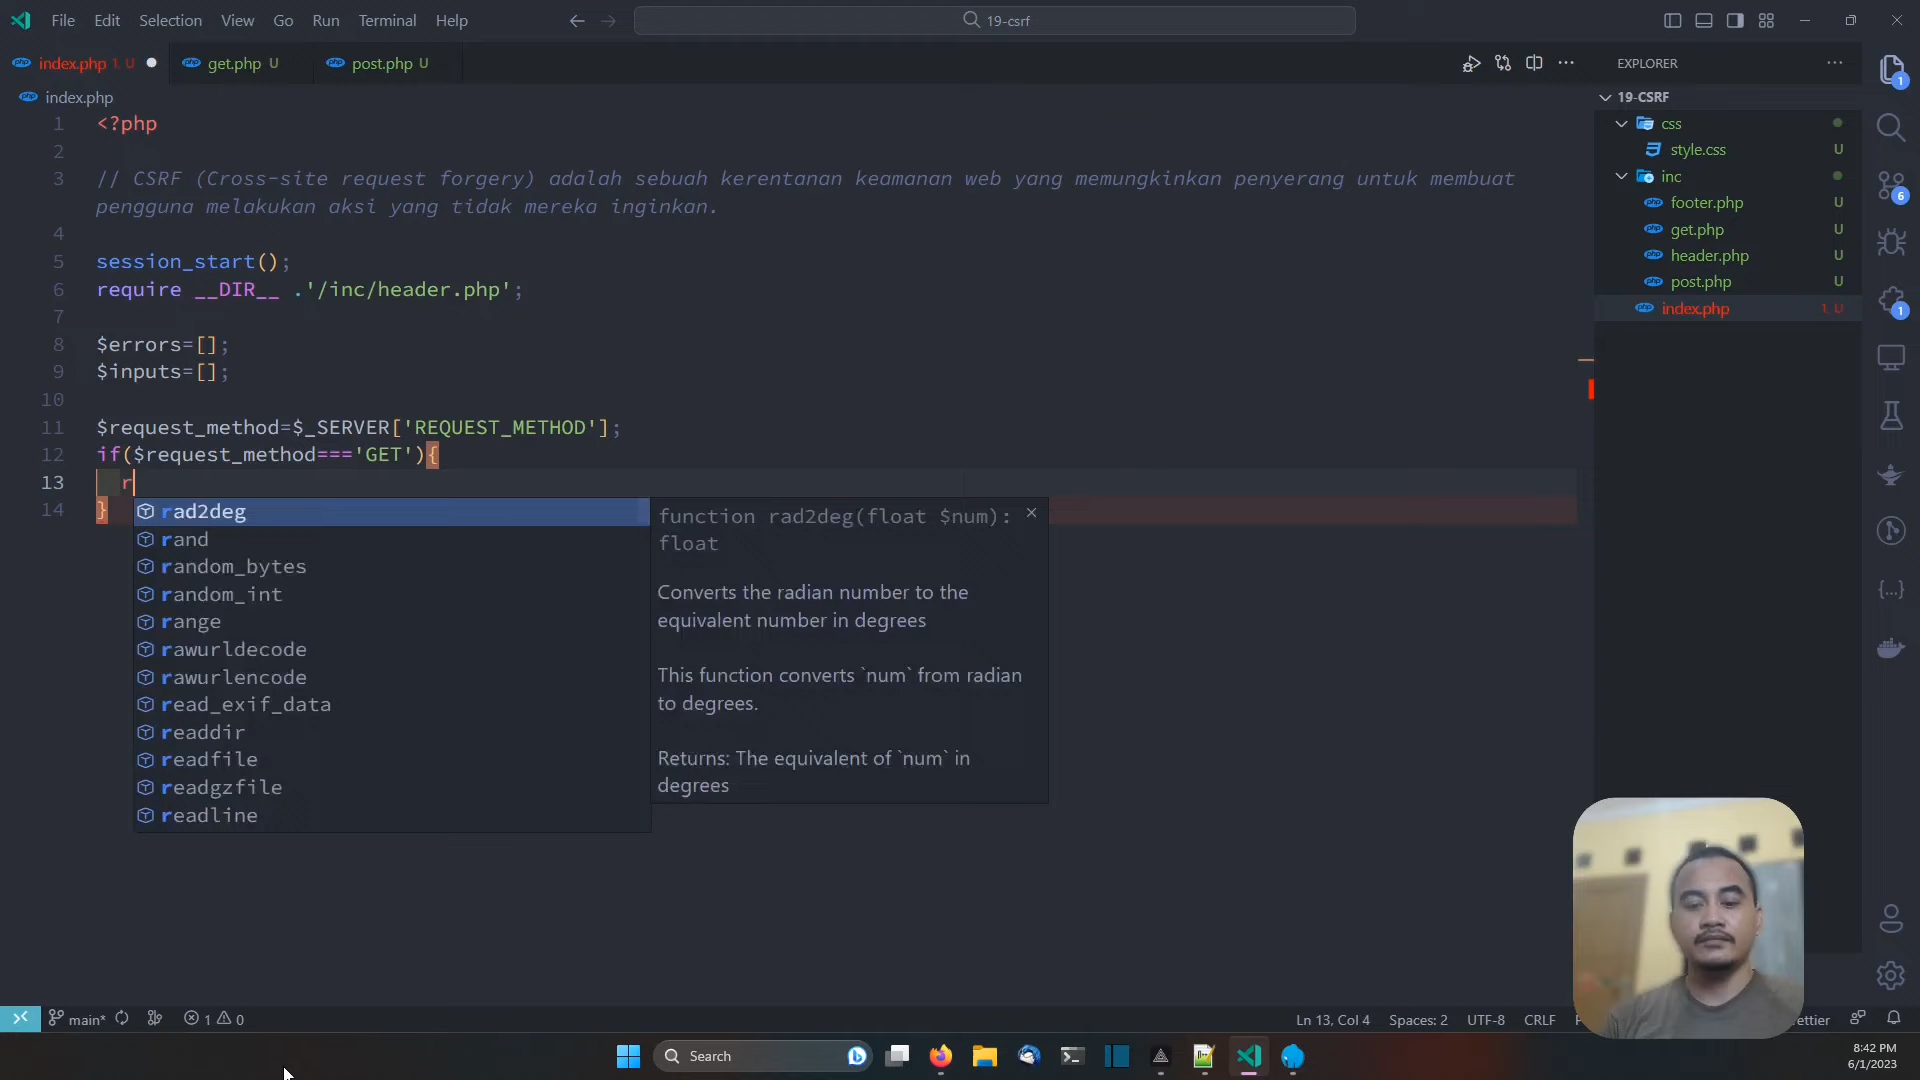 File Edit Selection View Go Run Terminal Help
19-csrf
index.php 1, U
get.php U
post.php U
index.php
1 <?php
2
3 // CSRF (Cross-site request forgery) adalah sebuah kerentanan keamanan web yang memungkinkan penyerang untuk membuat
pengguna melakukan aksi yang tidak mereka inginkan.
4
5 session_start();
6 require __DIR__ .'/inc/header.php';
7
8 $errors=[];
9 $inputs=[];
10
11 $request_method=$_SERVER['REQUEST_METHOD'];
12 if($request_method==='GET'){
13 r
14 }
rad2deg
rand
random_bytes
random_int
range
rawurldecode
rawurlencode
read_exif_data
readdir
readfile
readgzfile
readline
function rad2deg(float $num):
float
Converts the radian number to the
equivalent number in degrees
This function converts `num` from radian
to degrees.
Returns: The equivalent of `num` in
degrees
EXPLORER
19-CSRF
css
style.css U
inc
footer.php U
get.php U
header.php U
post.php U
index.php 1, U
1
6
1
main*
1 0
Ln 13, Col 4
Spaces: 2
UTF-8
CRLF
Search
8:42 PM
6/1/2023